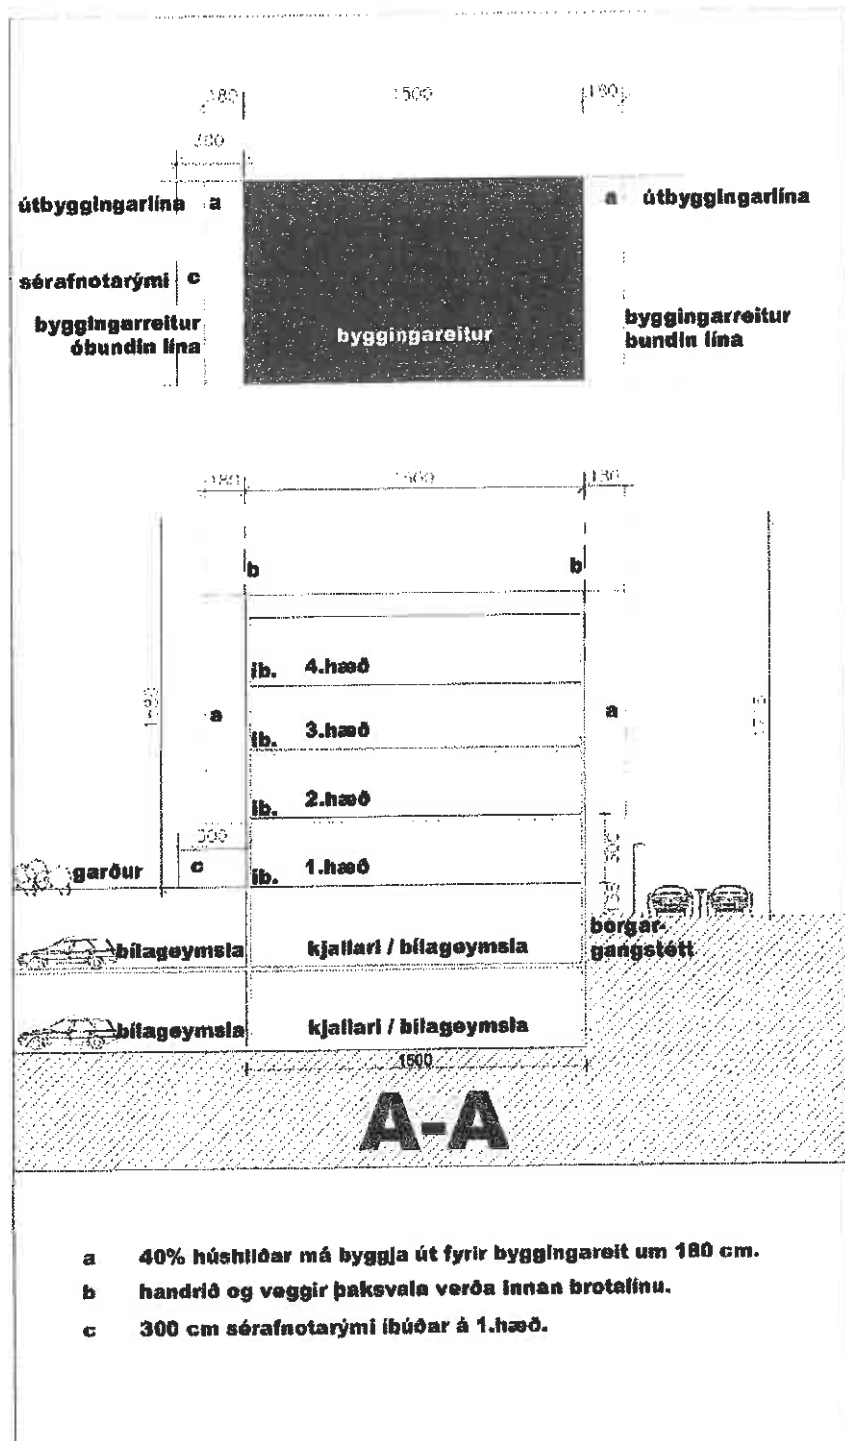 180 1500 180
300
útbyggingarlína a
a útbyggingarlína
sérafnotarými c
byggingarreitur
óbundin lína
byggingareitur
byggingarreitur
bundin lína
180 1500 180
b b
íb. 4.hæð
a
a
íb. 3.hæð
íb. 2.hæð
300
300
garður c
íb. 1.hæð
135
borgar-
gangstétt
bílageymsla kjallari / bílageymsla
bílageymsla kjallari / bílageymsla
1500
A-A
a 40% húshliðar má byggja út fyrir byggingareit um 180 cm.
b handrið og veggir þaksvala verða innan brotalínu.
c 300 cm sérafnotarými íbúðar á 1.hæð.